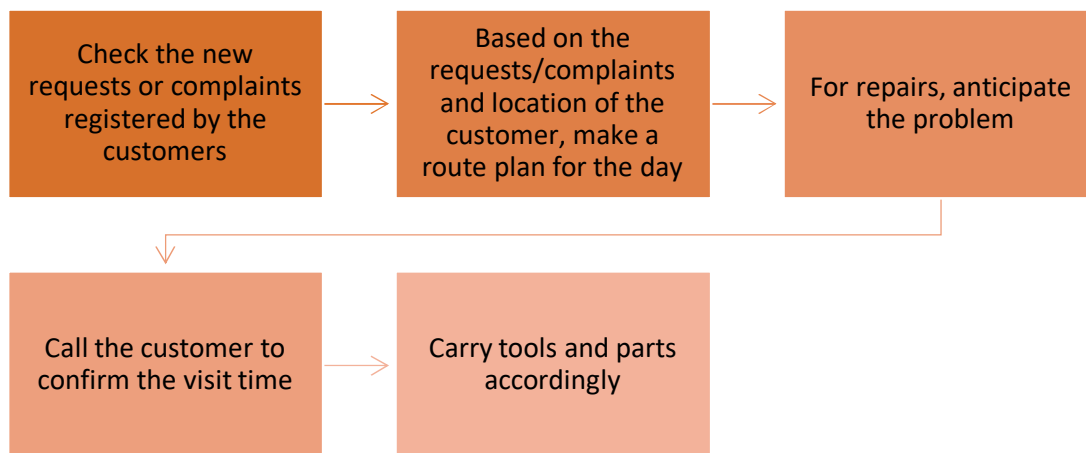 Check the new
requests or complaints
registered by the
customers
Based on the
requests/complaints
and location of the
customer, make a
route plan for the day
For repairs, anticipate
the problem
Call the customer to
confirm the visit time
Carry tools and parts
accordingly